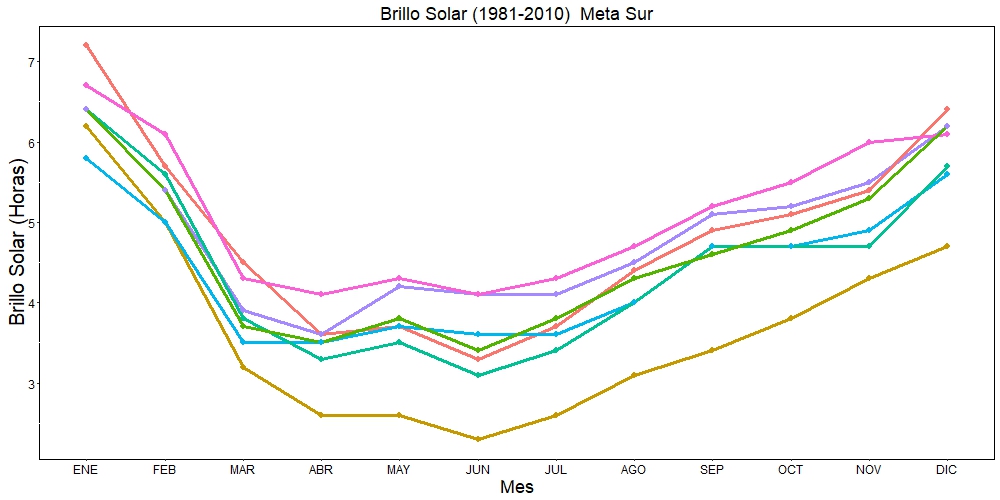 Brillo Solar (1981-2010)  Meta Sur
Brillo Solar (Horas)
7
6
5
4
3
ENE FEB MAR ABR MAY JUN JUL AGO SEP OCT NOV DIC
Mes